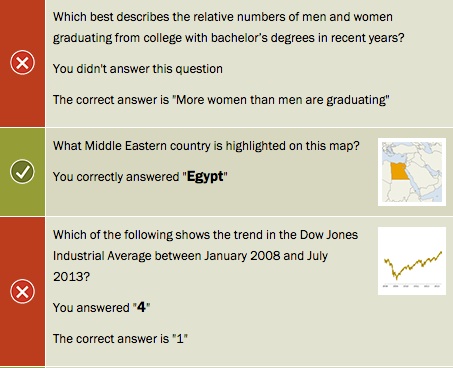 Which best describes the relative numbers of men and women
graduating from college with bachelor's degrees in recent years?
You didn't answer this question
The correct answer is "More women than men are graduating"
What Middle Eastern country is highlighted on this map?
You correctly answered "Egypt"
Which of the following shows the trend in the Dow Jones
Industrial Average between January 2008 and July
2013?
You answered "4"
The correct answer is "1"